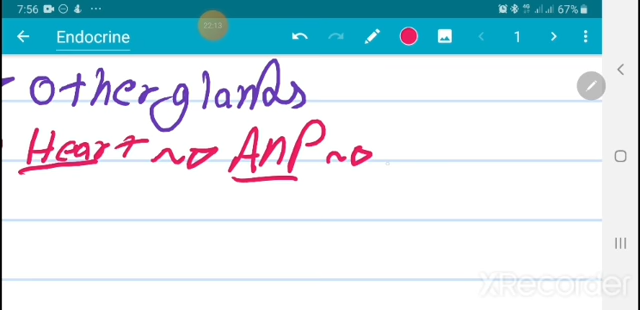 7:56 67%
22:13
Endocrine 1
Other glands
Heart → ANP →
XRecorder